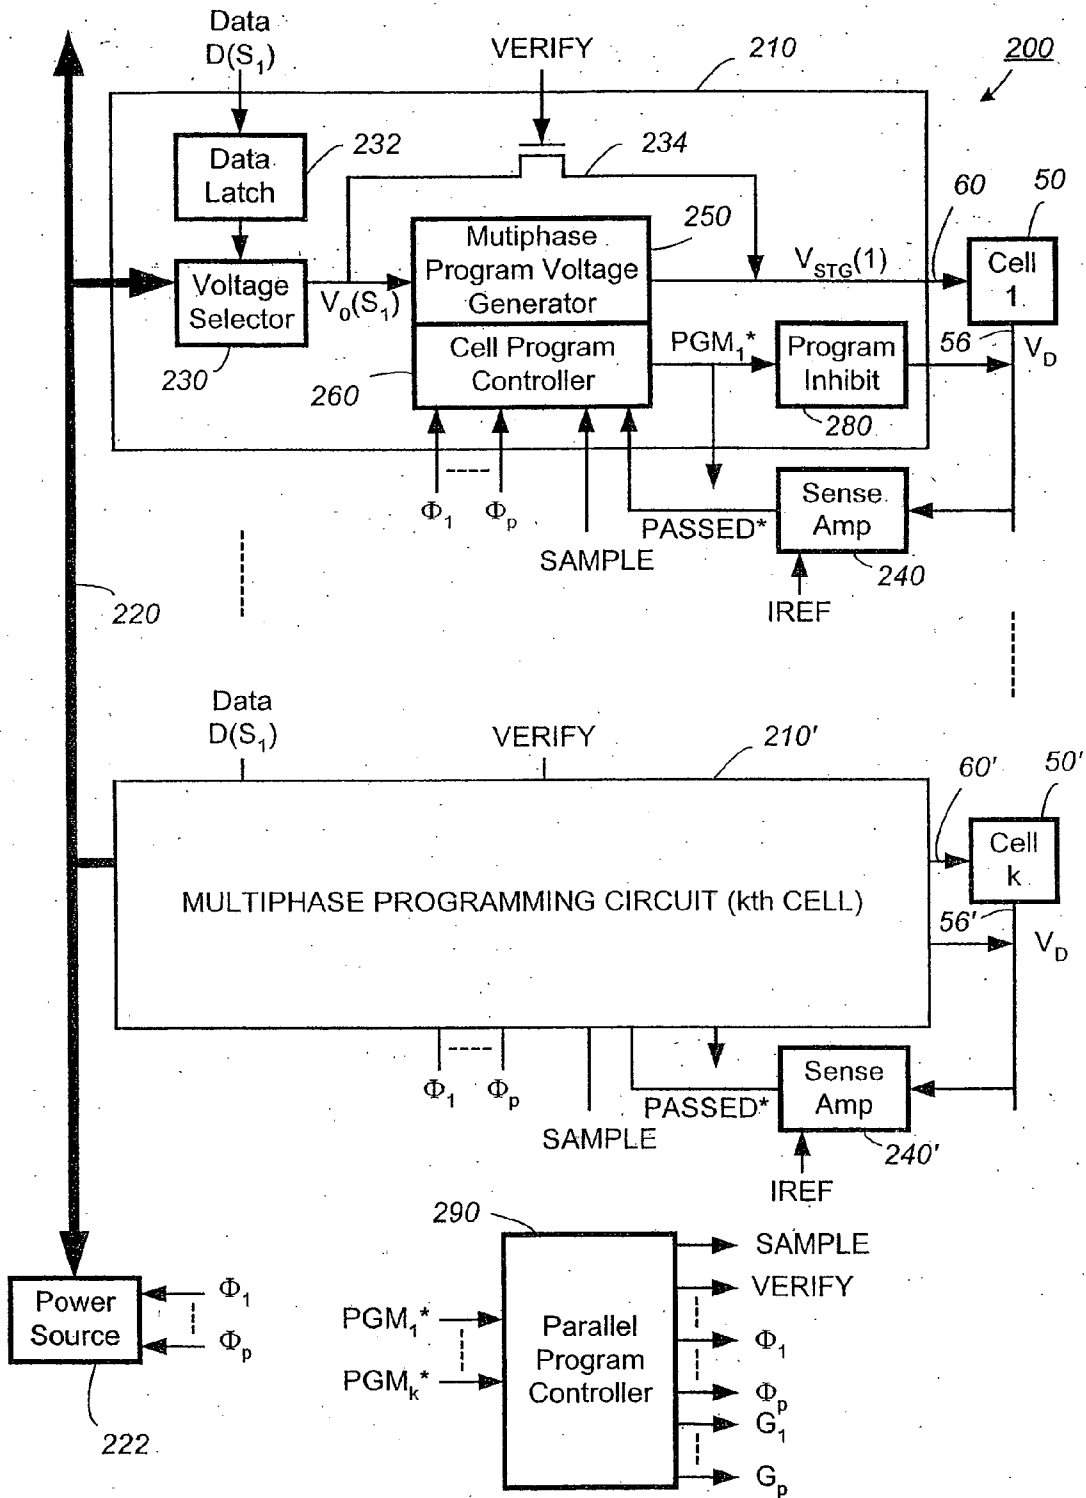 Data
D(S₁)
VERIFY
210
200
232
Data
Latch
234
60
50
250
Mutiphase
Program Voltage
Generator
V_STG(1)
Cell
1
Voltage
Selector
V₀(S₁)
230
Cell Program
Controller
260
PGM₁*
Program
Inhibit
280
56
V_D
Φ₁
Φₚ
SAMPLE
PASSED*
Sense
Amp
240
IREF
220
Data
D(S₁)
VERIFY
210'
60'
50'
Cell
k
MULTIPHASE PROGRAMMING CIRCUIT (kth CELL)
56'
V_D
Φ₁
Φₚ
SAMPLE
PASSED*
Sense
Amp
240'
IREF
290
Power
Source
Φ₁
Φₚ
222
PGM₁*
PGMₖ*
Parallel
Program
Controller
SAMPLE
VERIFY
Φ₁
Φₚ
G₁
Gₚ